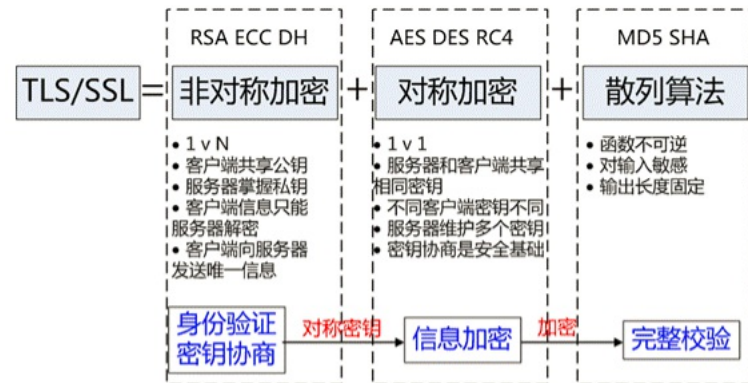 RSA ECC DH
AES DES RC4
MD5 SHA
TLS/SSL = 非对称加密 + 对称加密 + 散列算法
• 1 v N
• 客户端共享公钥
• 服务器掌握私钥
• 客户端信息只能
服务器解密
• 客户端向服务器
发送唯一信息
• 1 v 1
• 服务器和客户端共享
相同密钥
• 不同客户端密钥不同
• 服务器维护多个密钥
• 密钥协商是安全基础
• 函数不可逆
• 对输入敏感
• 输出长度固定
身份验证
密钥协商
对称密钥
信息加密
加密
完整校验